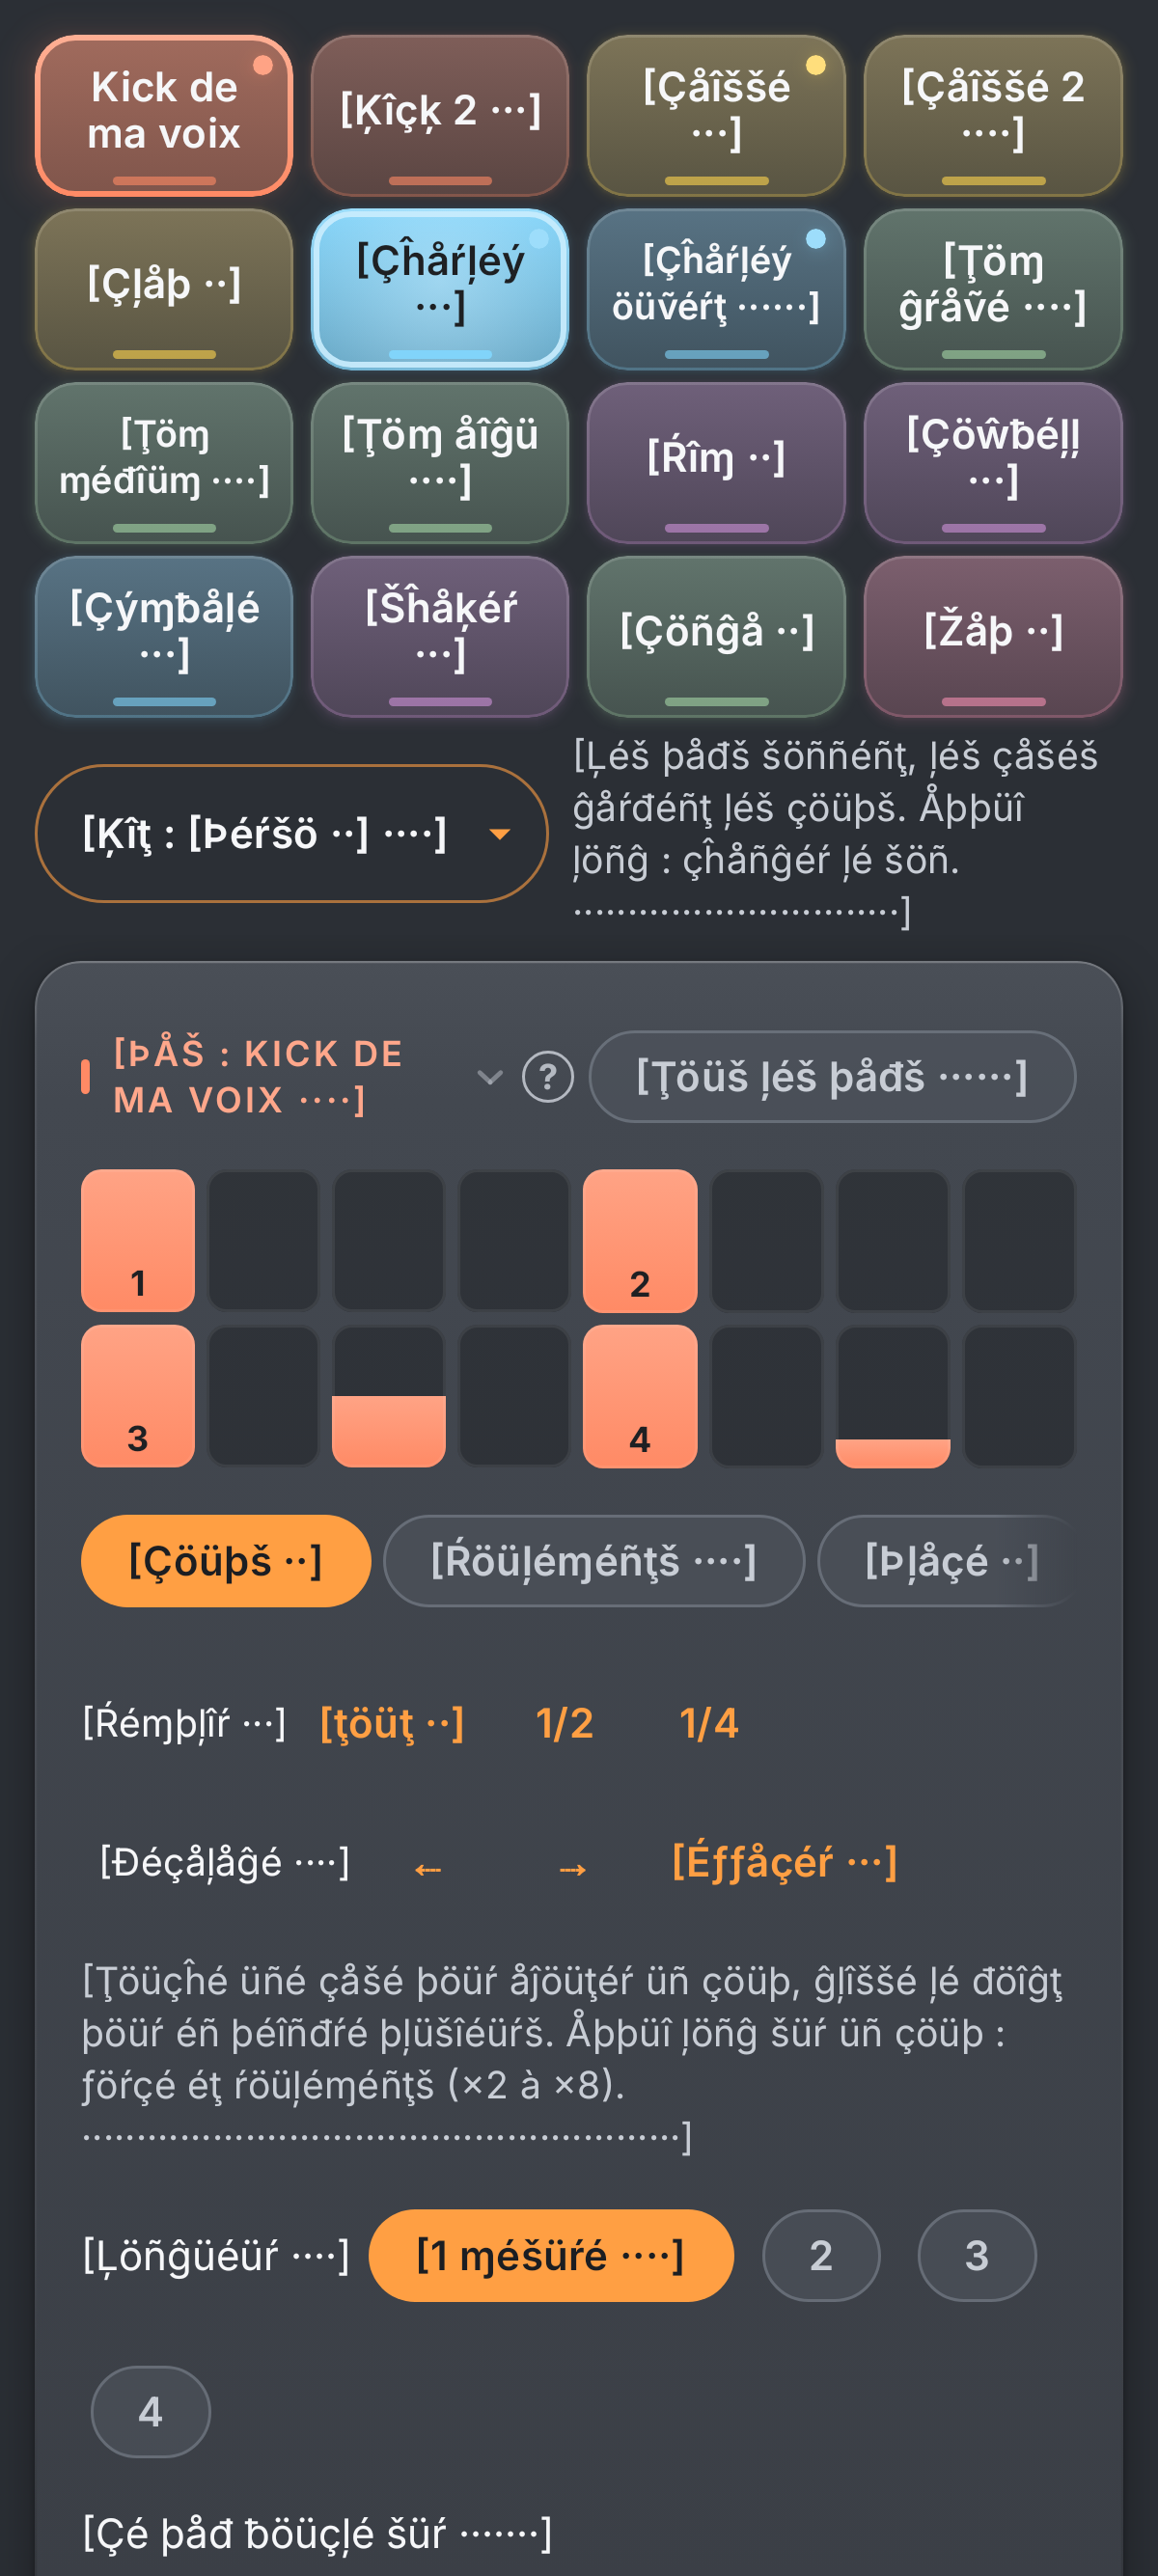 Kick de
ma voix
[Ķîçķ 2 ···]
[Çåîššé
···]
[Çåîššé 2
····]
[Çļåþ ··]
[Çĥåŕļéý
···]
[Çĥåŕļéý
öüṽéŕţ ······]
[Ţöɱ
ĝŕåṽé ····]
[Ţöɱ
ɱéđîüɱ ····]
[Ţöɱ åîĝü
····]
[Ŕîɱ ··]
[Çöŵƀéļļ
···]
[Çýɱƀåļé
···]
[Šĥåķéŕ
···]
[Çöñĝå ··]
[Žåþ ··]
[Ķîţ : [Þéŕšö ··] ····]
[Ļéš þåđš šöññéñţ, ļéš çåšéš
ĝåŕđéñţ ļéš çöüþš. Åþþüî
ļöñĝ : çĥåñĝéŕ ļé šöñ.
······························]
[ÞÅŠ : KICK DE
MA VOIX ····]
?
[Ţöüš ļéš þåđš ······]
1
2
3
4
[Çöüþš ··]
[Ŕöüļéɱéñţš ····]
[Þļåçé ··]
[Ŕéɱþļîŕ ···]
[ţöüţ ··]
1/2
1/4
[Đéçåļåĝé ····]
←
→
[Éƒƒåçéŕ ···]
[Ţöüçĥé üñé çåšé þöüŕ åĵöüţéŕ üñ çöüþ, ĝļîššé ļé đöîĝţ
þöüŕ éñ þéîñđŕé þļüšîéüŕš. Åþþüî ļöñĝ šüŕ üñ çöüþ :
ƒöŕçé éţ ŕöüļéɱéñţš (×2 à ×8).
·····················································]
[Ļöñĝüéüŕ ····]
[1 ɱéšüŕé ····]
2
3
4
[Çé þåđ ƀöüçļé šüŕ ·······]